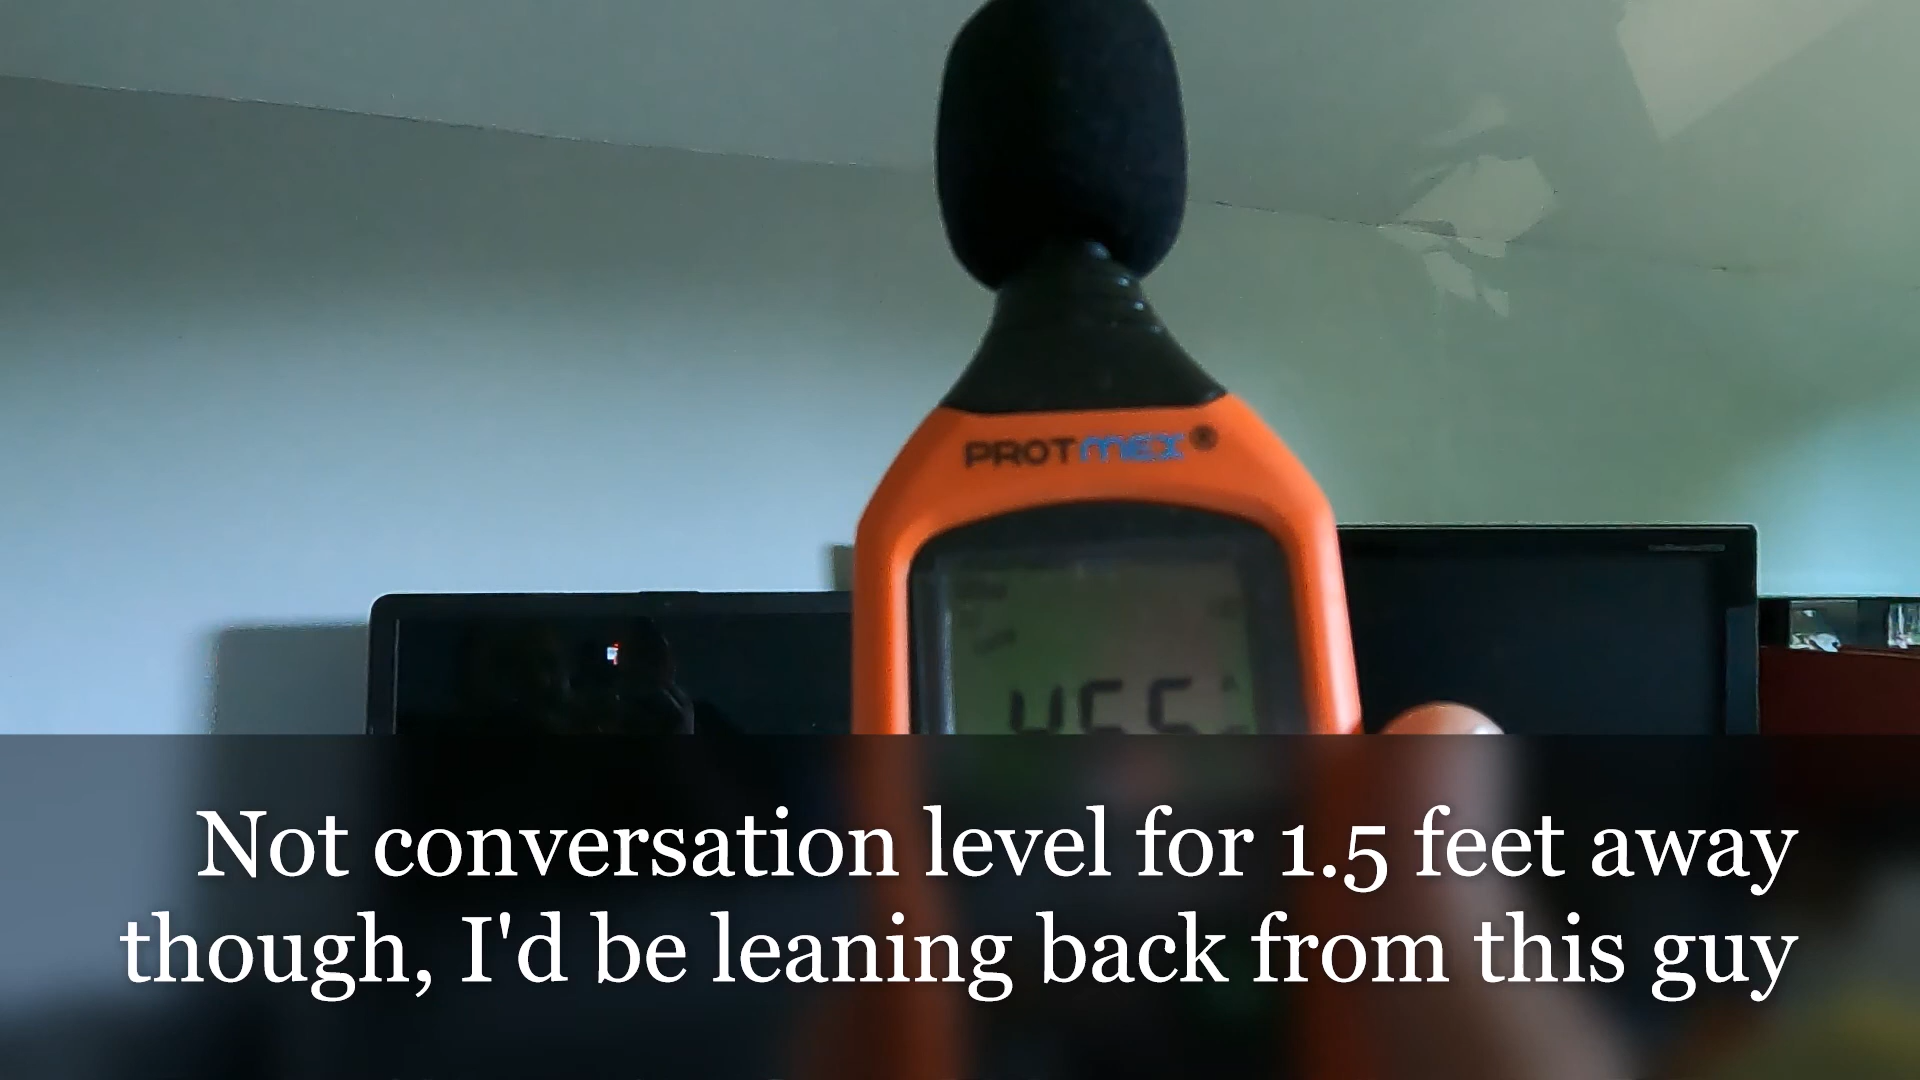 PROTMEX®
Not conversation level for 1.5 feet away
though, I'd be leaning back from this guy